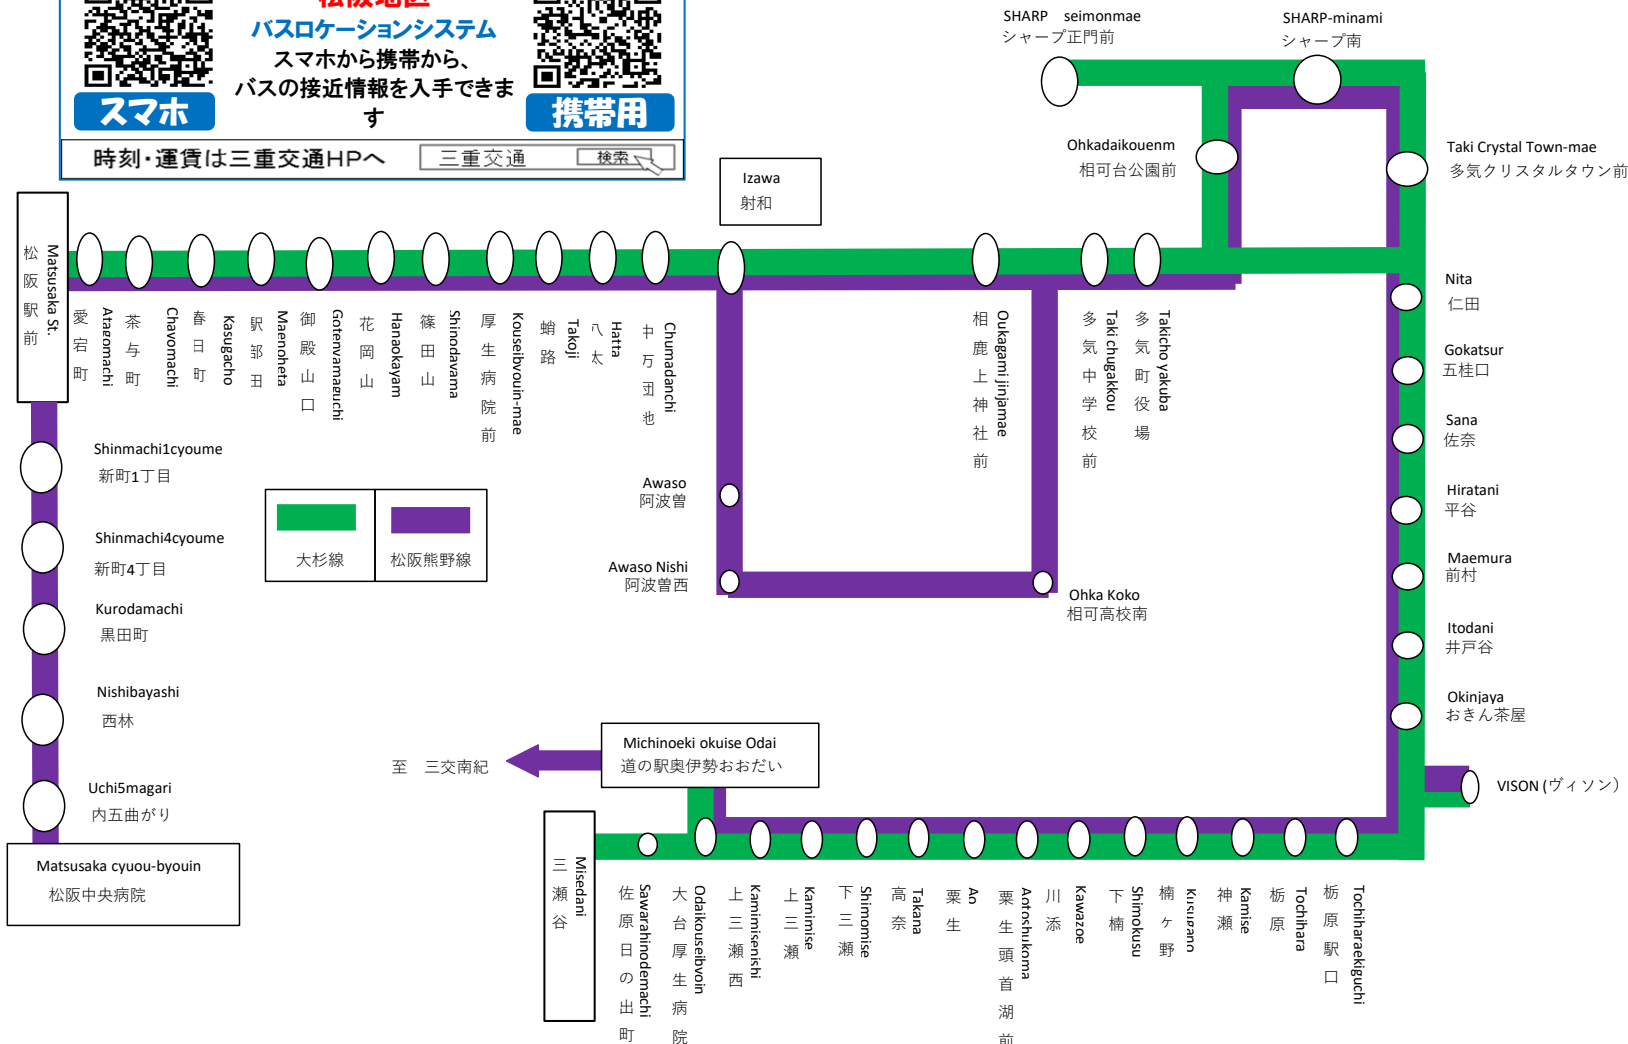 松阪地区
バスロケーションシステム
スマホから携帯から、
バスの接近情報を入手できま
す
スマホ
携帯用
時刻・運賃は三重交通HPへ
三重交通
検索
SHARP seimonmae
シャープ正門前
SHARP-minami
シャープ南
Ohkadaikouenm
相可台公園前
Taki Crystal Town-mae
多気クリスタルタウン前
Izawa
射和
Matsusaka St.
松阪駅前
Atagomachi
愛宕町
Chayomachi
茶与町
Kasugacho
春日町
Maenoheta
駅部田
Gotenyamaguchi
御殿山口
Hanaokayam
花岡山
Shinodayama
篠田山
Kouseibyouin-mae
厚生病院前
Takoji
蛸路
Hatta
八太
Chumadanchi
中万団地
Oukagami jinjamae
相鹿上神社前
Taki chugakkou
多気中学校前
Takicho yakuba
多気町役場
Nita
仁田
Gokatsur
五桂口
Sana
佐奈
Hiratani
平谷
Maemura
前村
Itodani
井戸谷
Okinjaya
おきん茶屋
VISON (ヴィソン）
Shinmachi1cyoume
新町1丁目
Shinmachi4cyoume
新町4丁目
Kurodamachi
黒田町
Nishibayashi
西林
Uchi5magari
内五曲がり
Matsusaka cyuou-byouin
松阪中央病院
大杉線
松阪熊野線
Awaso
阿波曽
Awaso Nishi
阿波曽西
Ohka Koko
相可高校南
至 三交南紀
Michinoeki okuise Odai
道の駅奥伊勢おおだい
Misedani
三瀬谷
Sawarahinodemachi
佐原日の出町
Odaikouseibyoin
大台厚生病院
Kamimisenishi
上三瀬西
Kamimise
上三瀬
Shimomise
下三瀬
Takana
高奈
Ao
粟生
Aotoshukoma
粟生頭首湖前
Kawazoe
川添
Shimokusu
下楠
Kusugano
楠ヶ野
Kamise
神瀬
Tochihara
栃原
Tochiharaekiguchi
栃原駅口